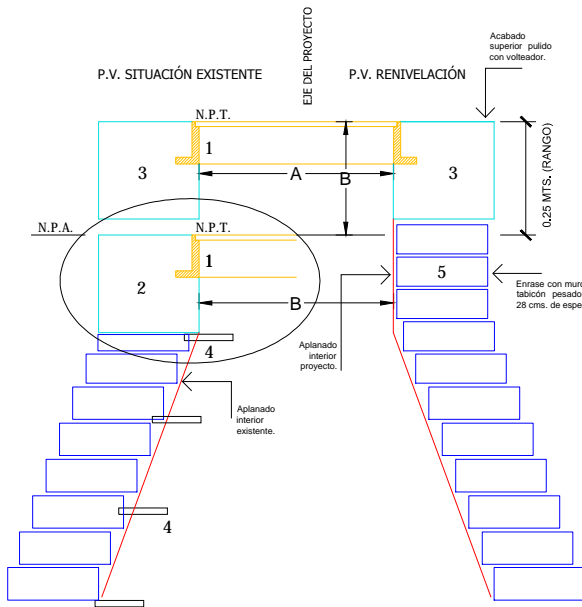 EJE DEL PROYECTO
Acabado
superior pulido
con volteador.
P.V. SITUACIÓN EXISTENTE
P.V. RENIVELACIÓN
N.P.T.
1
A
B
3
3
0.25 MTS. (RANGO)
N.P.A.
N.P.T.
1
2
5
B
Enrase con muro
tabicón pesado
28 cms. de espe
4
Aplanado
interior
proyecto.
Aplanado
interior
existente.
4